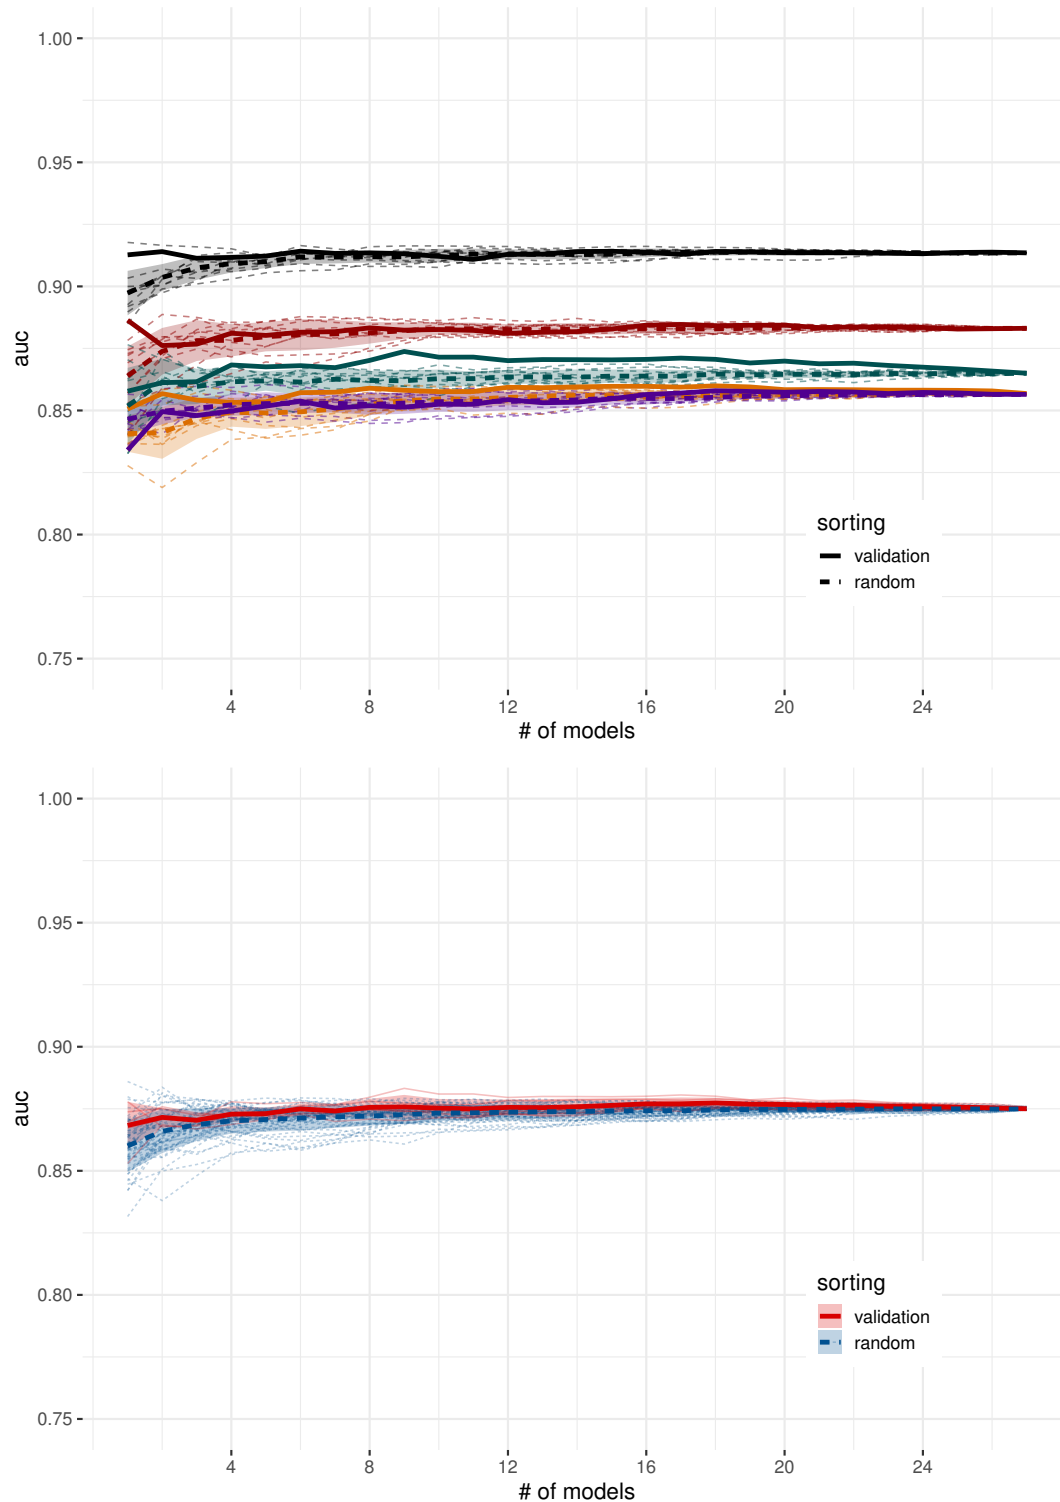 1.00
0.95
0.90
0.85
0.80
0.75
auc
sorting
validation
random
4 8 12 16 20 24
# of models
1.00
0.95
0.90
0.85
0.80
0.75
auc
sorting
validation
random
4 8 12 16 20 24
# of models